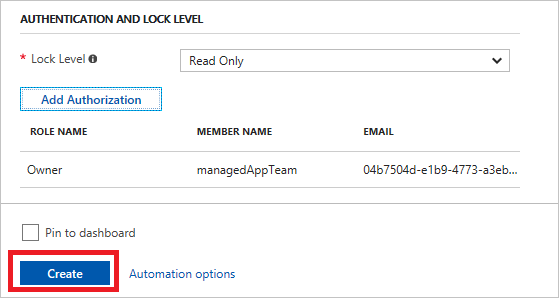 AUTHENTICATION AND LOCK LEVEL
* Lock Level Read Only
Add Authorization
ROLE NAME MEMBER NAME EMAIL
Owner managedAppTeam 04b7504d-e1b9-4773-a3eb...
Pin to dashboard
Create Automation options